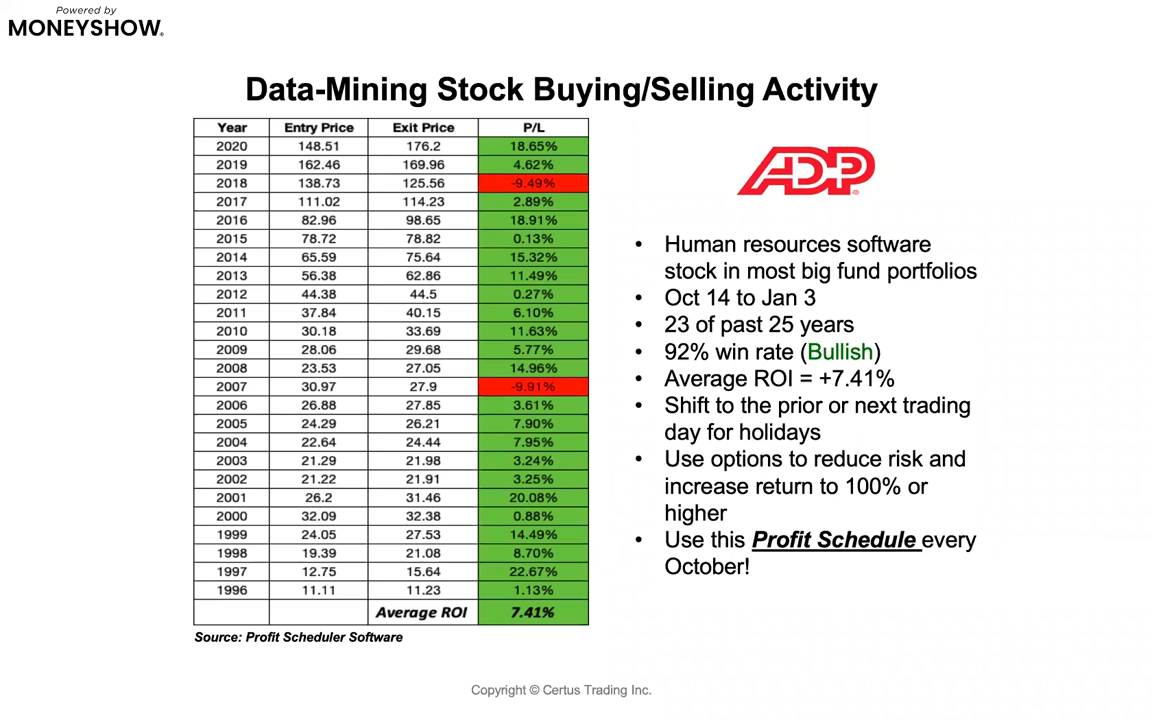 Powered by
MONEYSHOW®
Data-Mining Stock Buying/Selling Activity
Year Entry Price Exit Price P/L
2020 148.51 176.2 18.65%
2019 162.46 169.96 4.62%
2018 138.73 125.56 -9.49%
2017 111.02 114.23 2.89%
2016 82.96 98.65 18.91%
2015 78.72 78.82 0.13%
2014 65.59 75.64 15.32%
2013 56.38 62.86 11.49%
2012 44.38 44.5 0.27%
2011 37.84 40.15 6.10%
2010 30.18 33.69 11.63%
2009 28.06 29.68 5.77%
2008 23.53 27.05 14.96%
2007 30.97 27.9 -9.91%
2006 26.88 27.85 3.61%
2005 24.29 26.21 7.90%
2004 22.64 24.44 7.95%
2003 21.29 21.98 3.24%
2002 21.22 21.91 3.25%
2001 26.2 31.46 20.08%
2000 32.09 32.38 0.88%
1999 24.05 27.53 14.49%
1998 19.39 21.08 8.70%
1997 12.75 15.64 22.67%
1996 11.11 11.23 1.13%
Average ROI 7.41%
Source: Profit Scheduler Software
ADP®
• Human resources software
stock in most big fund portfolios
• Oct 14 to Jan 3
• 23 of past 25 years
• 92% win rate (Bullish)
• Average ROI = +7.41%
• Shift to the prior or next trading
day for holidays
• Use options to reduce risk and
increase return to 100% or
higher
• Use this Profit Schedule every
October!
Copyright © Certus Trading Inc.